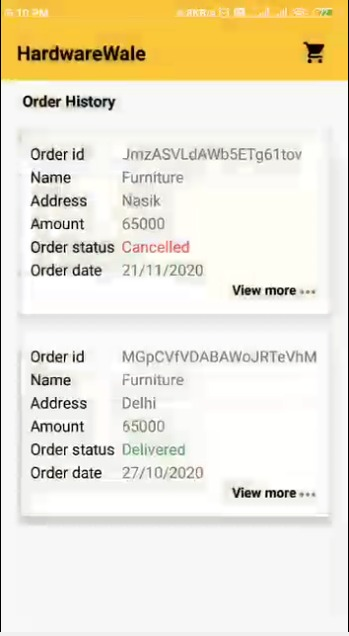 HardwareWale
Order History
Order id JmzASVLdAWb5ETg61tov
Name Furniture
Address Nasik
Amount 65000
Order status Cancelled
Order date 21/11/2020
View more
Order id MGpCVfVDABAWoJRTeVhM
Name Furniture
Address Delhi
Amount 65000
Order status Delivered
Order date 27/10/2020
View more